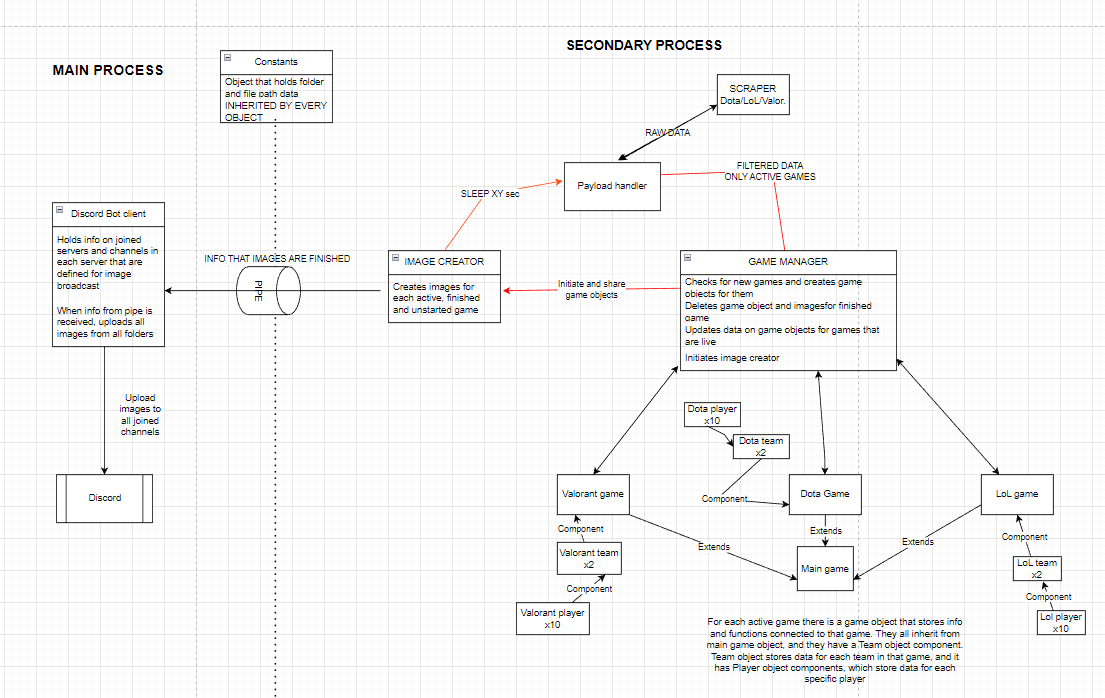 MAIN PROCESS
SECONDARY PROCESS
Constants
Object that holds folder
and file path data
INHERITED BY EVERY
OBJECT
SCRAPER
Dota/LoL/Valor.
RAW DATA
Payload handler
FILTERED DATA
ONLY ACTIVE GAMES
SLEEP XY sec
Discord Bot client
Holds info on joined
servers and channels in
each server that are
defined for image
broadcast
When info from pipe is
received, uploads all
images from all folders
INFO THAT IMAGES ARE FINISHED
PIPE
IMAGE CREATOR
Creates images for
each active, finished
and unstarted game
Initiate and share
game objects
GAME MANAGER
Checks for new games and creates game
objects for them
Deletes game object and imagesfor finished
game
Updates data on game objects for games that
are live
Initiates image creator
Upload
images to
all joined
channels
Discord
Dota player
x10
Dota team
x2
Component
Valorant game
Dota Game
LoL game
Component
Valorant team
x2
Component
Valorant player
x10
Extends
Extends
Extends
Main game
Component
LoL team
x2
Component
Lol player
x10
For each active game there is a game object that stores info
and functions connected to that game. They all inherit from
main game object, and they have a Team object component.
Team object stores data for each team in that game, and it
has Player object components, which store data for each
specific player